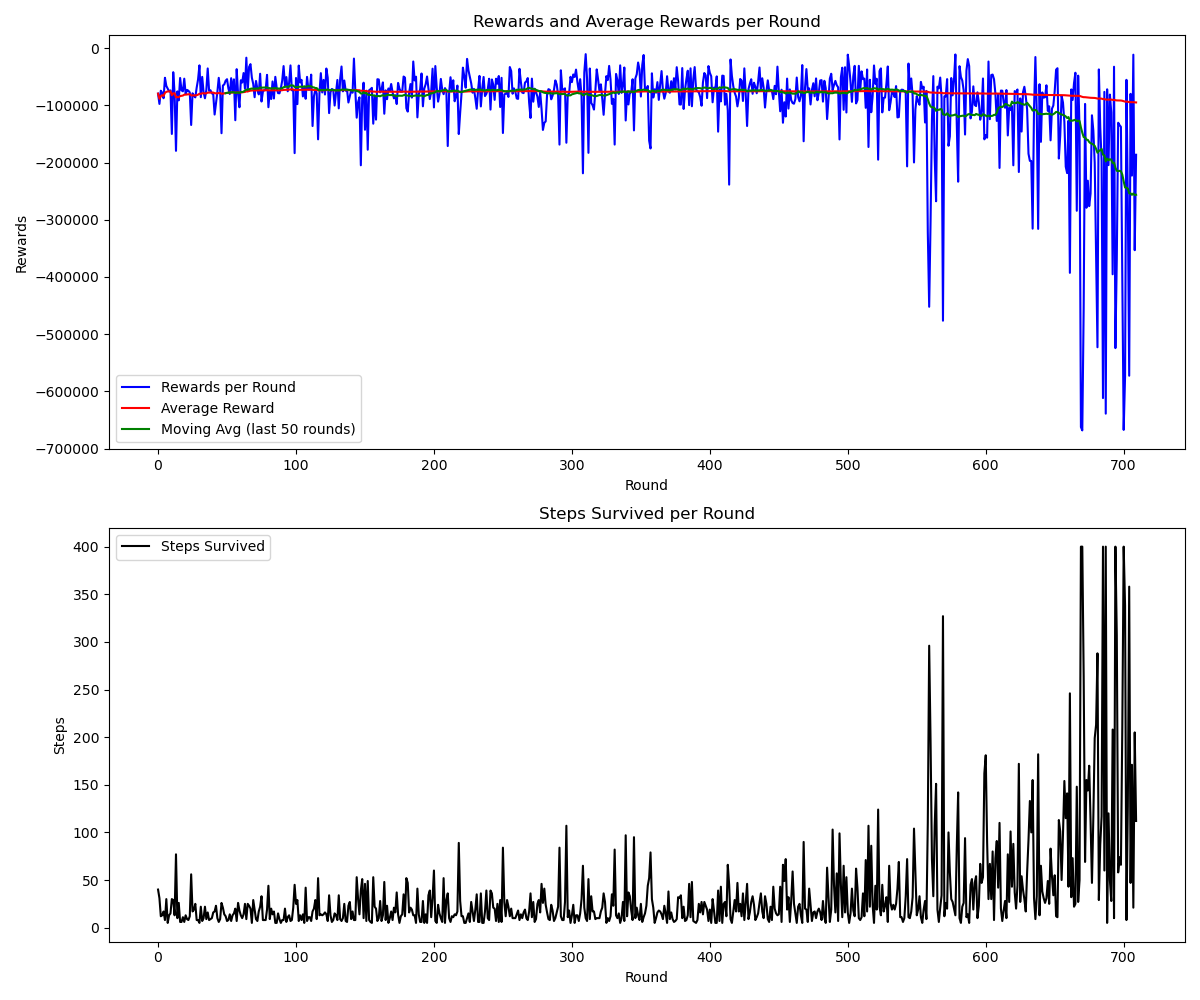 Rewards and Average Rewards per Round
0
−100000
−200000
−300000
−400000
−500000
−600000
−700000
Rewards
Rewards per Round
Average Reward
Moving Avg (last 50 rounds)
0 100 200 300 400 500 600 700
Round
Steps Survived per Round
400
350
300
250
200
150
100
50
0
Steps
Steps Survived
0 100 200 300 400 500 600 700
Round